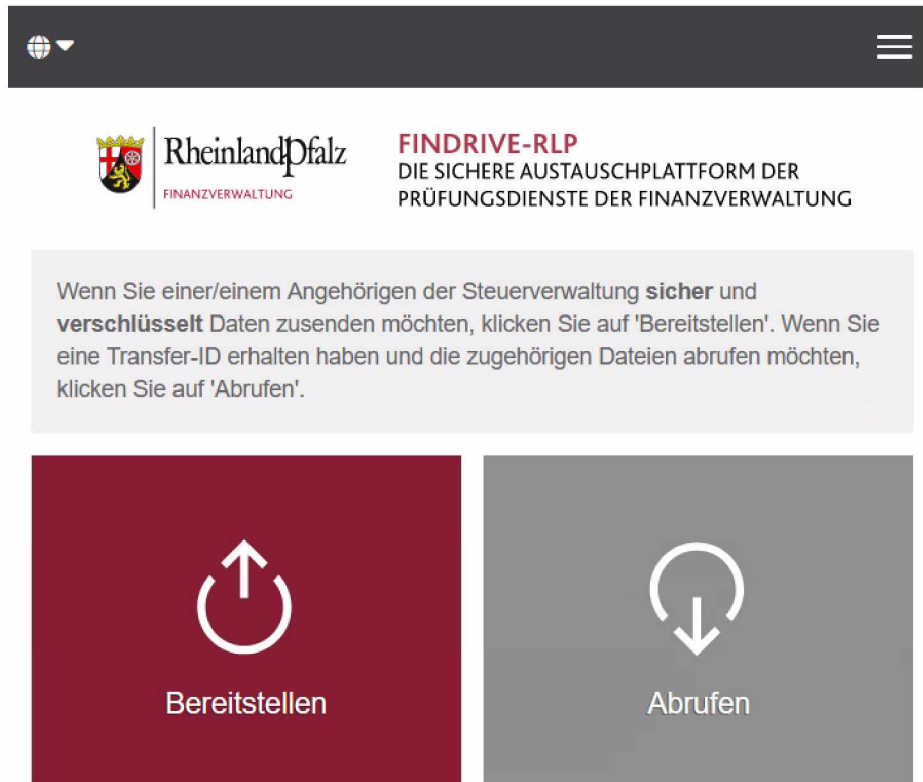 RheinlandPfalz
FINANZVERWALTUNG
FINDRIVE-RLP
DIE SICHERE AUSTAUSCHPLATTFORM DER
PRÜFUNGSDIENSTE DER FINANZVERWALTUNG
Wenn Sie einer/einem Angehörigen der Steuerverwaltung sicher und
verschlüsselt Daten zusenden möchten, klicken Sie auf 'Bereitstellen'. Wenn Sie
eine Transfer-ID erhalten haben und die zugehörigen Dateien abrufen möchten,
klicken Sie auf 'Abrufen'.
Bereitstellen
Abrufen